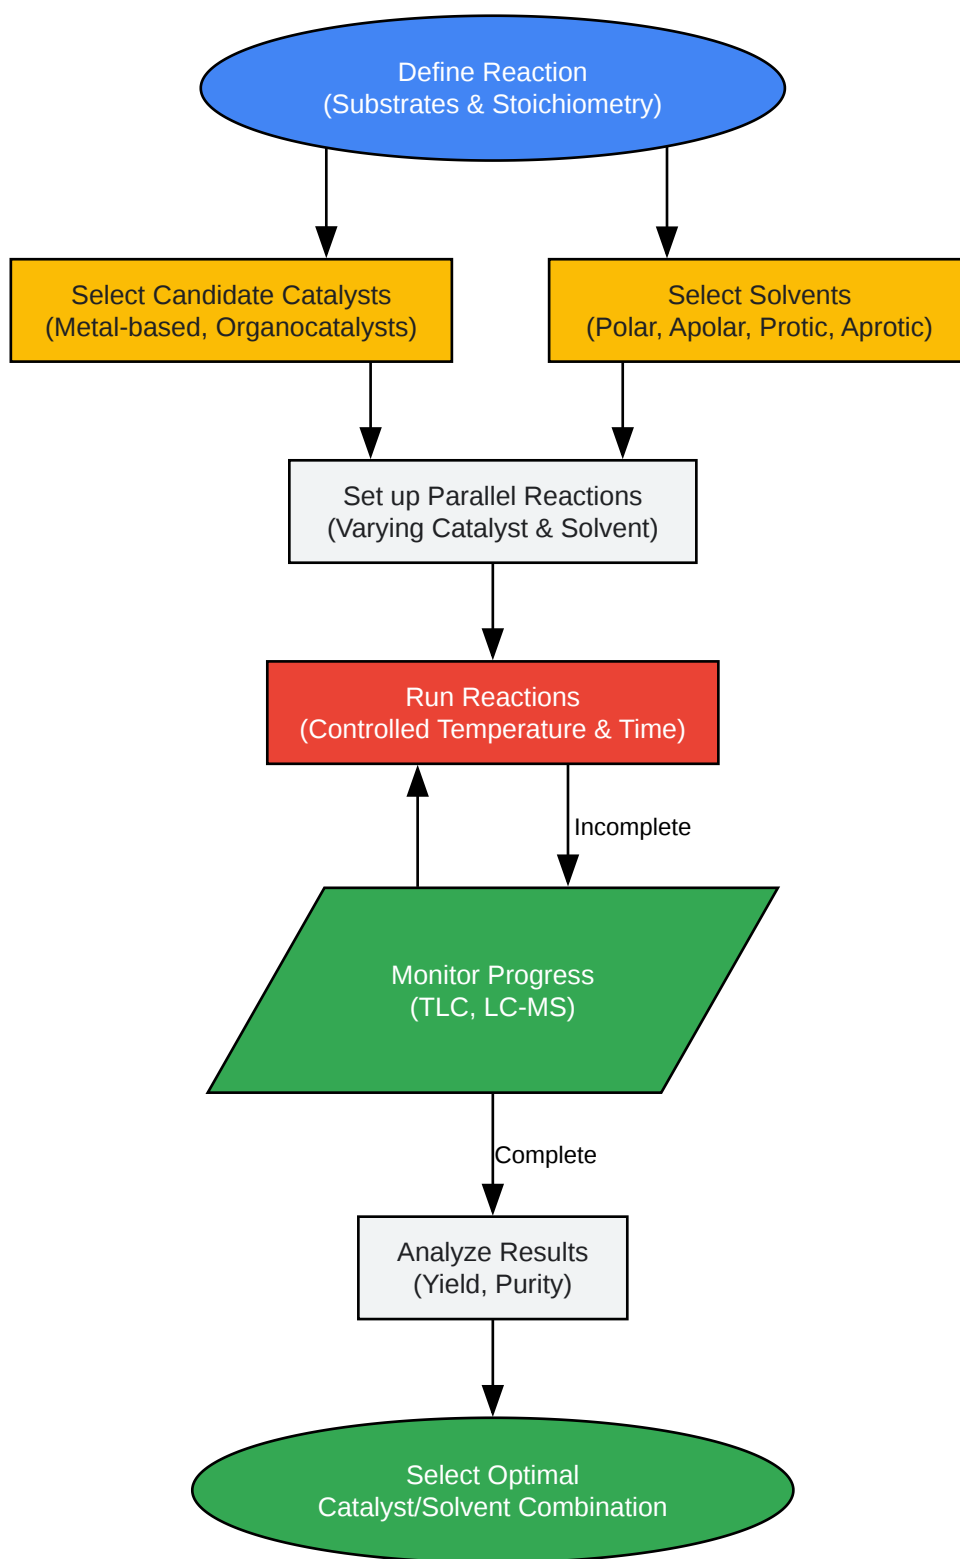 Define Reaction
(Substrates & Stoichiometry)
Select Candidate Catalysts
(Metal-based, Organocatalysts)
Select Solvents
(Polar, Apolar, Protic, Aprotic)
Set up Parallel Reactions
(Varying Catalyst & Solvent)
Run Reactions
(Controlled Temperature & Time)
Incomplete
Monitor Progress
(TLC, LC-MS)
Complete
Analyze Results
(Yield, Purity)
Select Optimal
Catalyst/Solvent Combination